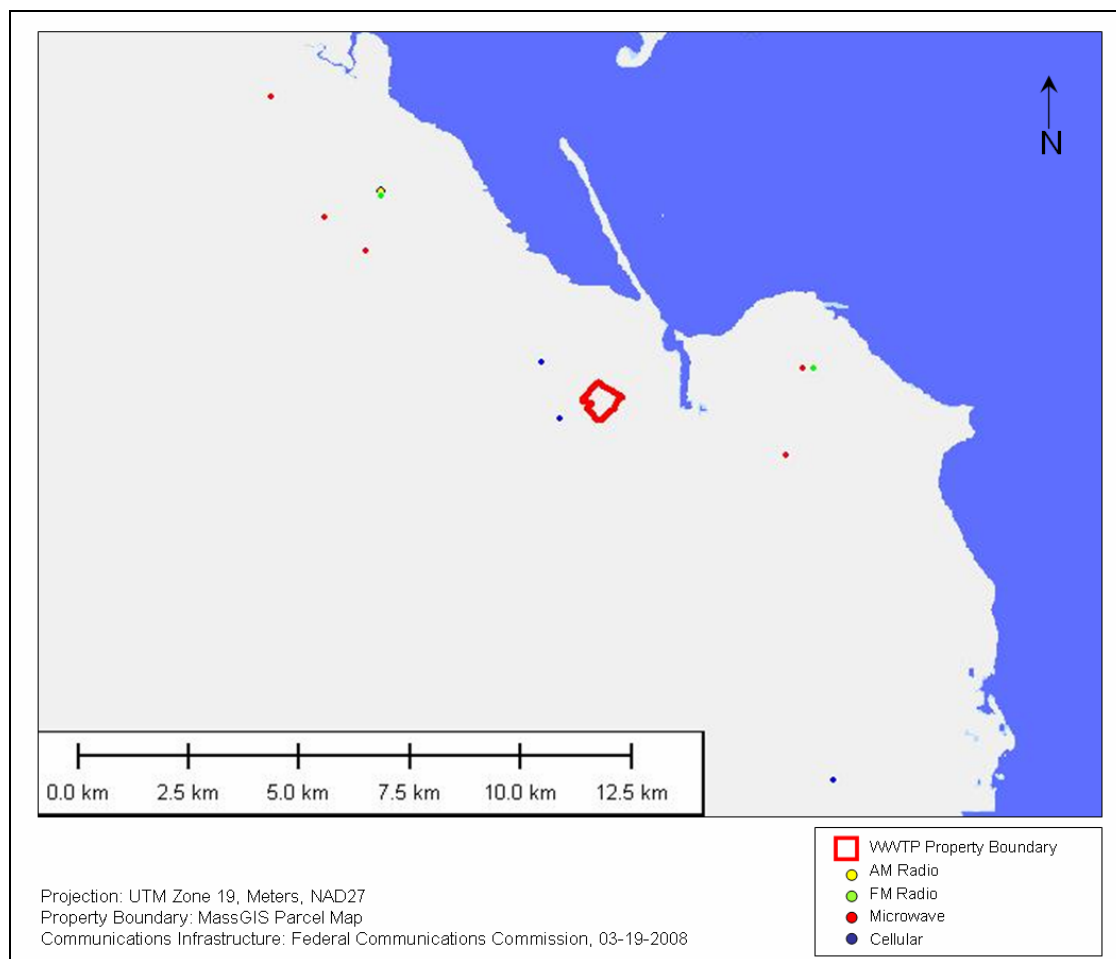 N
0.0 km 2.5 km 5.0 km 7.5 km 10.0 km 12.5 km
WWTP Property Boundary
AM Radio
FM Radio
Microwave
Cellular
Projection: UTM Zone 19, Meters, NAD27
Property Boundary: MassGIS Parcel Map
Communications Infrastructure: Federal Communications Commission, 03-19-2008